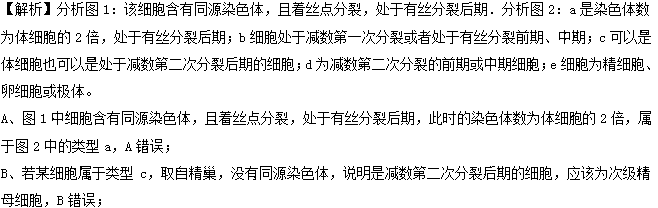 【解析】分析图1：该细胞含有同源染色体，且着丝点分裂，处于有丝分裂后期．分析图2：a是染色体数
为体细胞的2倍，处于有丝分裂后期；b细胞处于减数第一次分裂或者处于有丝分裂前期、中期；c可以是
体细胞也可以是处于减数第二次分裂后期的细胞；d为减数第二次分裂的前期或中期细胞；e细胞为精细胞、
卵细胞或极体。
A、图1中细胞含有同源染色体，且着丝点分裂，处于有丝分裂后期，此时的染色体数为体细胞的2倍，属
于图2中的类型a，A错误；
B、若某细胞属于类型 c，取自精巢，没有同源染色体，说明是减数第二次分裂后期的细胞，应该为次级精
母细胞，B错误；